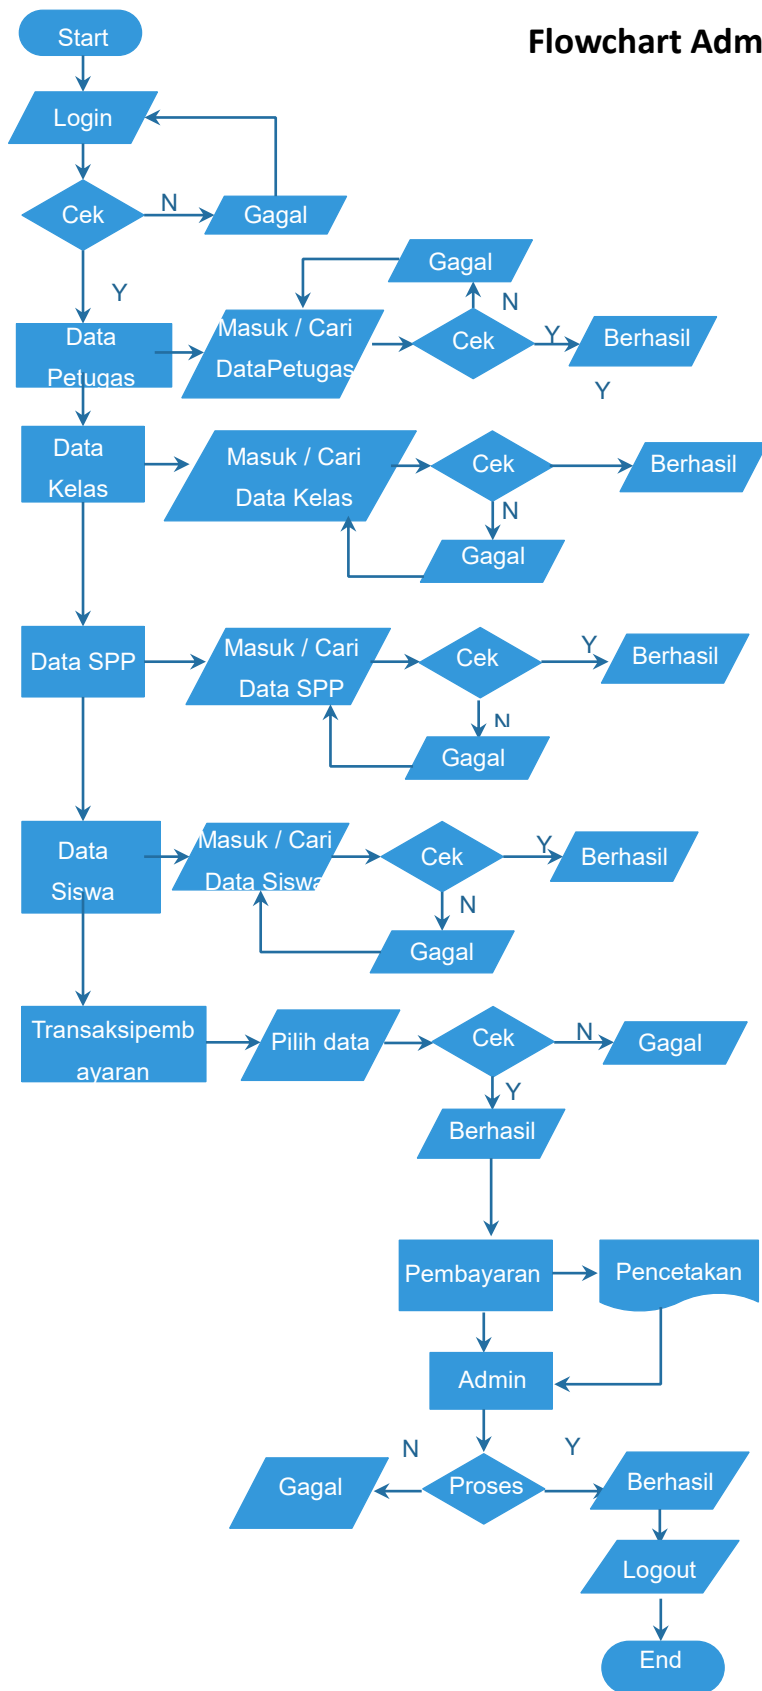 Flowchart Adm
Start
Login
Cek
N
Gagal
Y
Gagal
N
Data
Petugas
Masuk / Cari
DataPetugas
Cek
Y
Berhasil
Y
Data
Kelas
Masuk / Cari
Data Kelas
Cek
Berhasil
N
Gagal
Data SPP
Masuk / Cari
Data SPP
Cek
Y
Berhasil
N
Gagal
Data
Siswa
Masuk / Cari
Data Siswa
Cek
Y
Berhasil
N
Gagal
Transaksipemb
ayaran
Pilih data
Cek
N
Gagal
Y
Berhasil
Pembayaran
Pencetakan
Admin
N
Y
Gagal
Proses
Berhasil
Logout
End